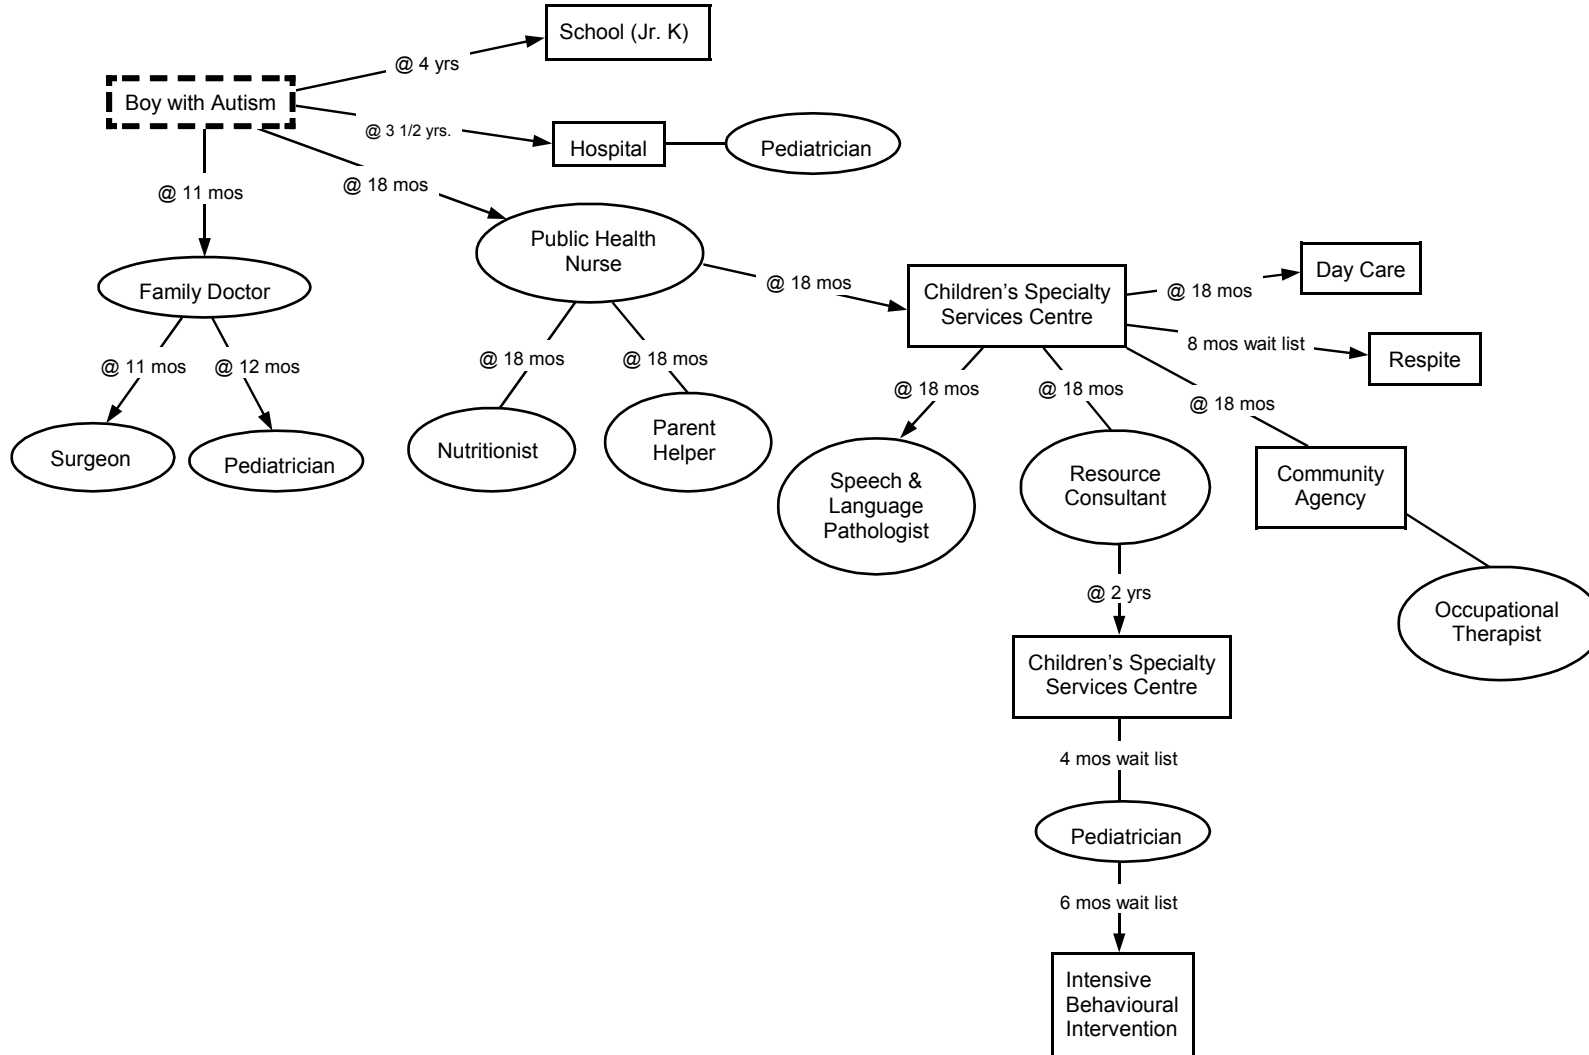 School (Jr. K)
@ 4 yrs
Boy with Autism
@ 3 1/2 yrs.
Hospital
Pediatrician
@ 11 mos
@ 18 mos
Public Health
Nurse
Family Doctor
@ 18 mos
Children's Specialty
Services Centre
@ 18 mos
Day Care
8 mos wait list
Respite
@ 11 mos
@ 12 mos
@ 18 mos
@ 18 mos
@ 18 mos
@ 18 mos
@ 18 mos
Surgeon
Pediatrician
Nutritionist
Parent
Helper
Speech &
Language
Pathologist
Resource
Consultant
Community
Agency
@ 2 yrs
Occupational
Therapist
Children's Specialty
Services Centre
4 mos wait list
Pediatrician
6 mos wait list
Intensive
Behavioural
Intervention